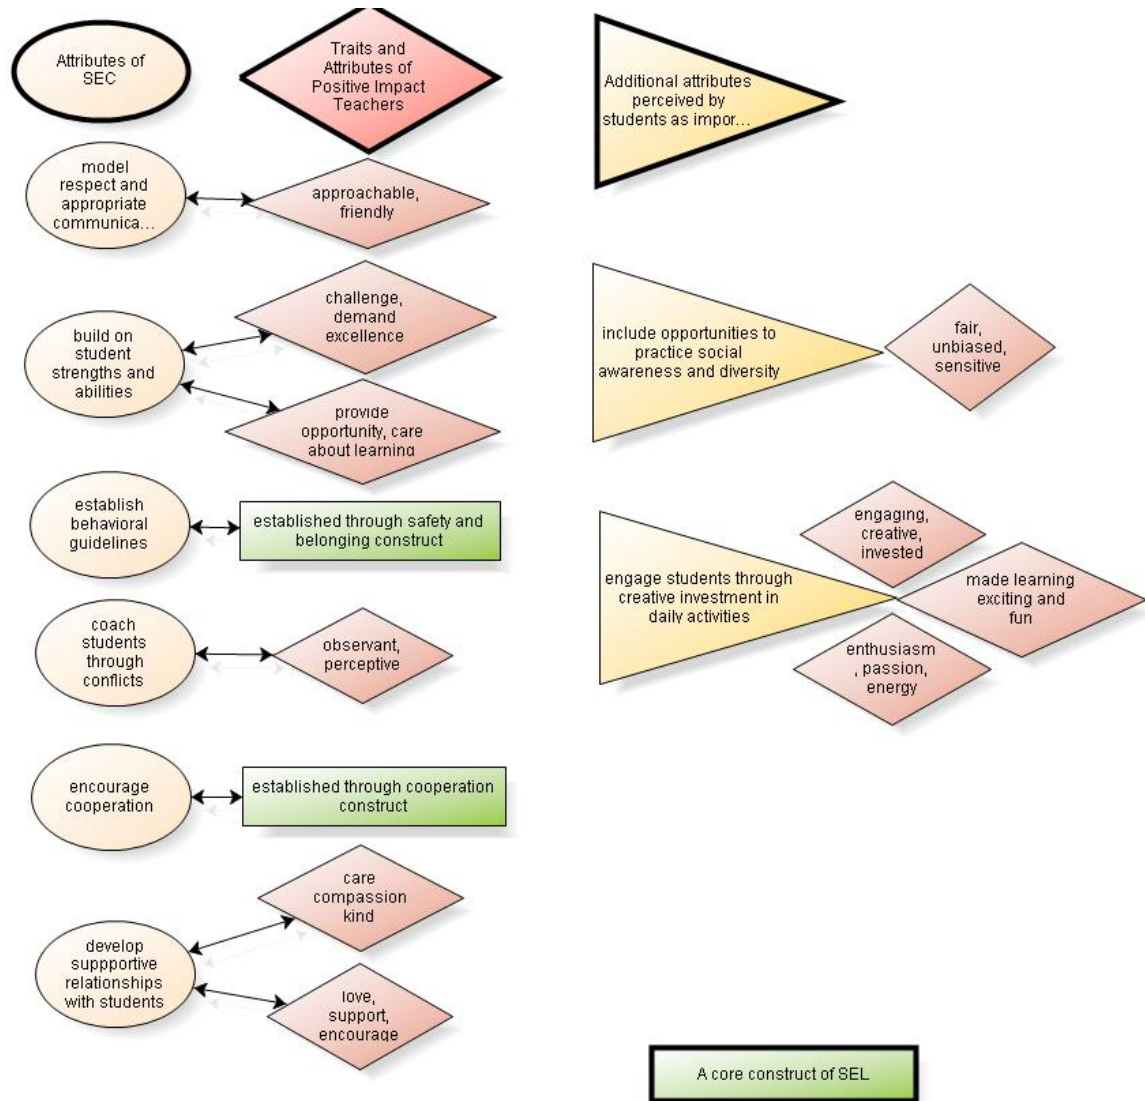 Attributes of
SEC
Traits and
Attributes of
Positive Impact
Teachers
Additional attributes
perceived by
students as impor...
model
respect and
appropriate
communica...
approachable,
friendly
build on
student
strengths and
abilities
challenge,
demand
excellence
provide
opportunity, care
about learning
include opportunities to
practice social
awareness and diversity
fair,
unbiased,
sensitive
establish
behavioral
guidelines
established through safety and
belonging construct
engage students through
creative investment in
daily activities
engaging,
creative,
invested
made learning
exciting and
fun
enthusiasm
, passion,
energy
coach
students
through
conflicts
observant,
perceptive
encourage
cooperation
established through cooperation
construct
develop
suppportive
relationships
with students
care
compassion
kind
love,
support,
encourage
A core construct of SEL